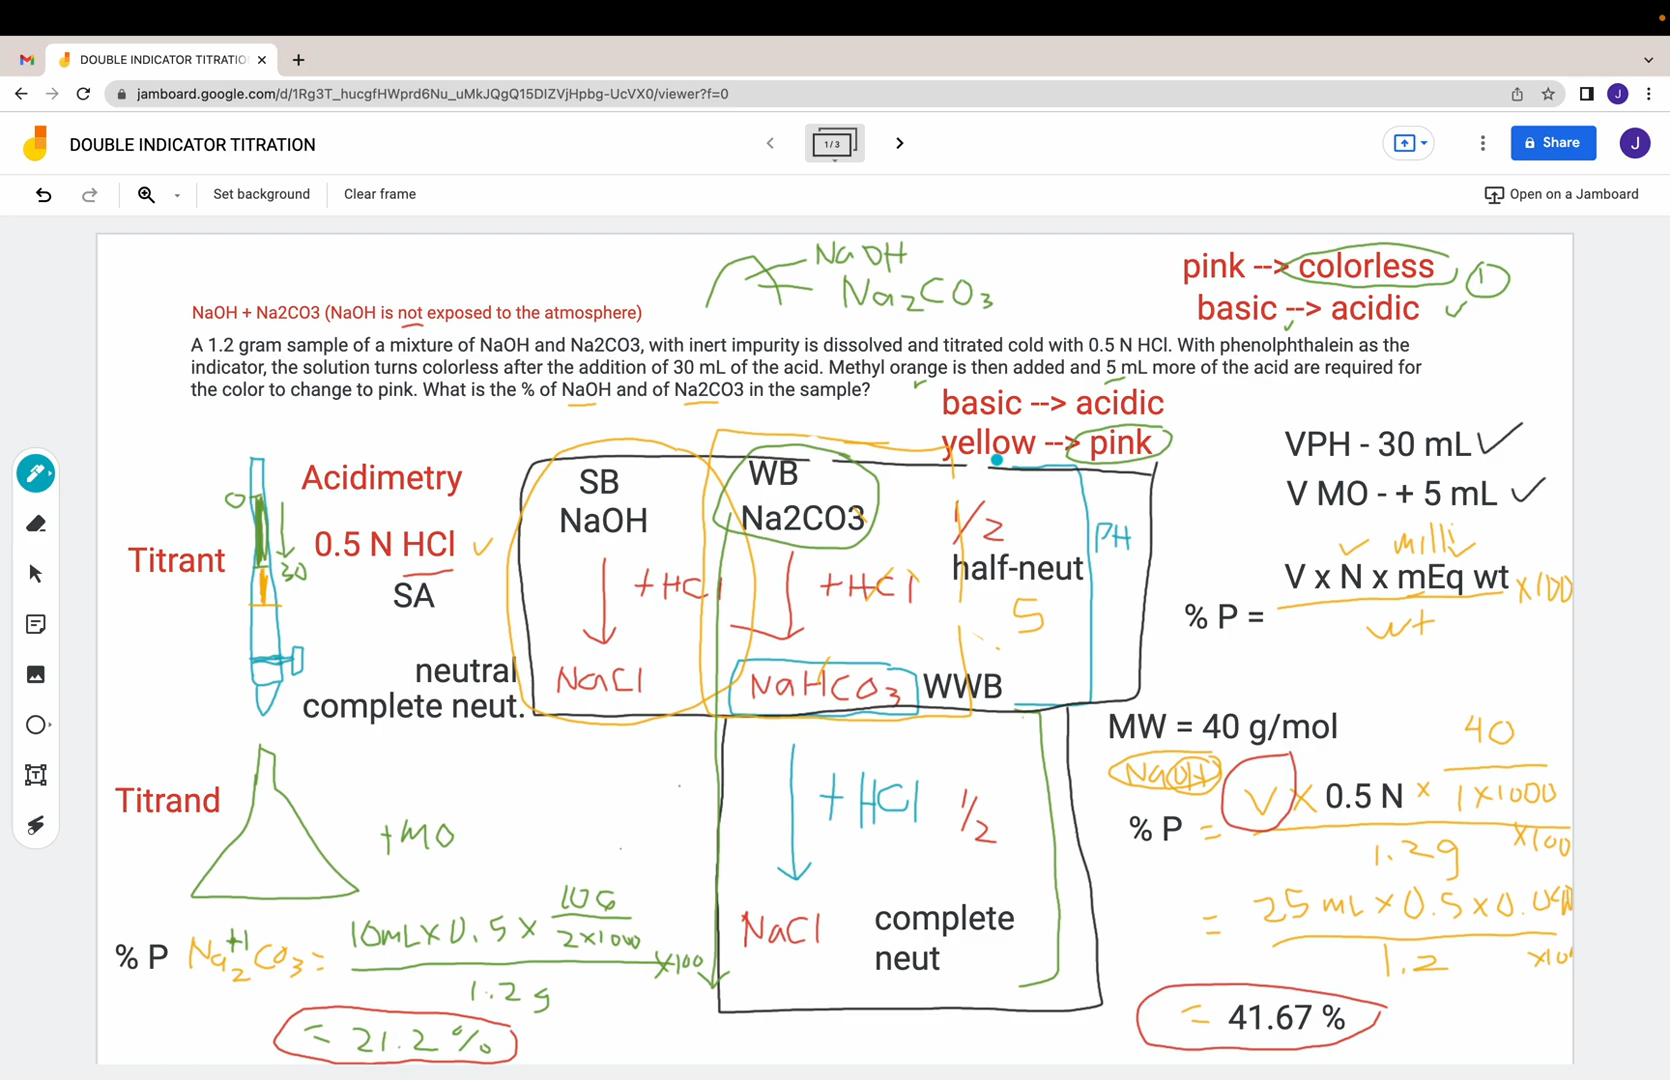 DOUBLE INDICATOR TITRATIO
jamboard.google.com/d/1Rg3T_hucgfHWprd6Nu_uMkJQgQ15DIZVjHpbg-UcVX0/viewer?f=0
J
DOUBLE INDICATOR TITRATION
1/3
Share
J
Set background
Clear frame
Open on a Jamboard
NaOH
Na2CO3
pink --> colorless
1
basic --> acidic
NaOH + Na2CO3 (NaOH is not exposed to the atmosphere)
A 1.2 gram sample of a mixture of NaOH and Na2CO3, with inert impurity is dissolved and titrated cold with 0.5 N HCl. With phenolphthalein as the
indicator, the solution turns colorless after the addition of 30 mL of the acid. Methyl orange is then added and 5 mL more of the acid are required for
the color to change to pink. What is the % of NaOH and of Na2CO3 in the sample?
basic --> acidic
yellow --> pink
VPH - 30 mL
V MO - + 5 mL
Acidimetry
SB
NaOH
WB
Na2CO3
1/2
PH
0
30
Titrant
0.5 N HCl
SA
+HCl
+HCl
half-neut
5
milli
V x N x mEq wt
x100
% P =
wt
neutral
complete neut.
NaCl
NaHCO3
WWB
MW = 40 g/mol
NaOH
40
V x 0.5 N x
1x1000
% P =
1.2g
x100
Titrand
+MO
+HCl
1/2
= 25 mL x 0.5 x
1.2
NaCl
complete
neut
% P Na2+1CO3 =
10mL x 0.5 x
106
2x1000
x100
1.2 g
= 21.2 %
= 41.67 %